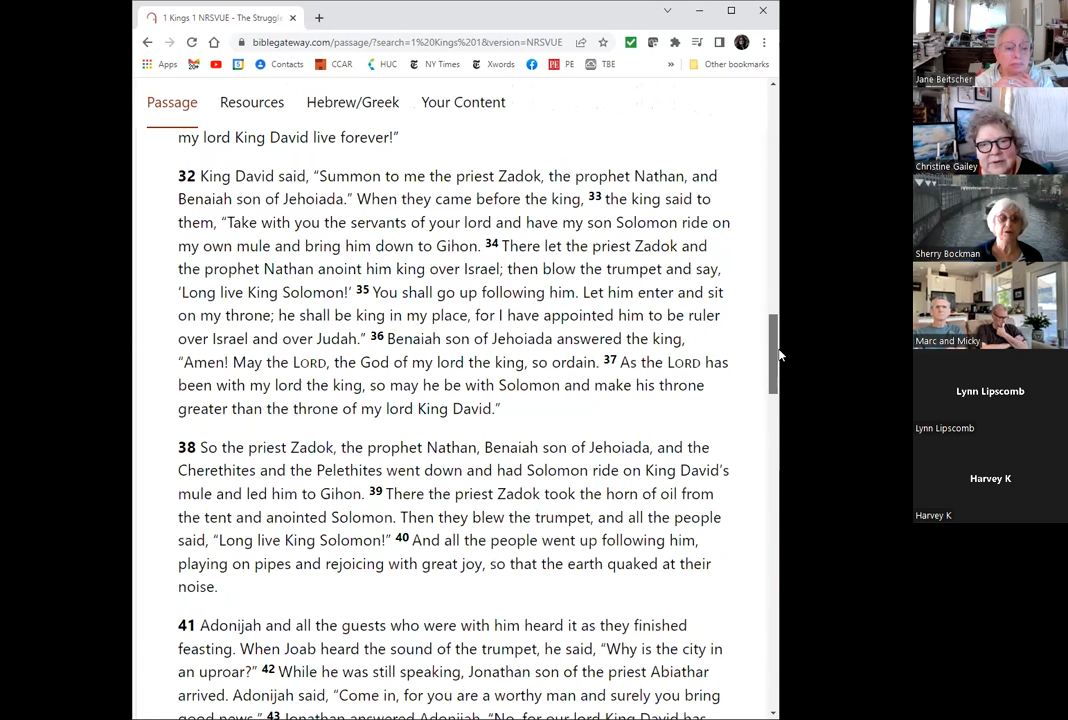 1 Kings 1 NRSVUE - The Struggli
biblegateway.com/passage/?search=1%20Kings%201&version=NRSVUE
Apps
Contacts
CCAR
HUC
NY Times
Xwords
PE
PE
TBE
»
Other bookmarks
Passage
Resources
Hebrew/Greek
Your Content
my lord King David live forever!”
32 King David said, “Summon to me the priest Zadok, the prophet Nathan, and
Benaiah son of Jehoiada.” When they came before the king, 33 the king said to
them, “Take with you the servants of your lord and have my son Solomon ride on
my own mule and bring him down to Gihon. 34 There let the priest Zadok and
the prophet Nathan anoint him king over Israel; then blow the trumpet and say,
‘Long live King Solomon!’ 35 You shall go up following him. Let him enter and sit
on my throne; he shall be king in my place, for I have appointed him to be ruler
over Israel and over Judah.” 36 Benaiah son of Jehoiada answered the king,
“Amen! May the LORD, the God of my lord the king, so ordain. 37 As the LORD has
been with my lord the king, so may he be with Solomon and make his throne
greater than the throne of my lord King David.”
38 So the priest Zadok, the prophet Nathan, Benaiah son of Jehoiada, and the
Cherethites and the Pelethites went down and had Solomon ride on King David’s
mule and led him to Gihon. 39 There the priest Zadok took the horn of oil from
the tent and anointed Solomon. Then they blew the trumpet, and all the people
said, “Long live King Solomon!” 40 And all the people went up following him,
playing on pipes and rejoicing with great joy, so that the earth quaked at their
noise.
41 Adonijah and all the guests who were with him heard it as they finished
feasting. When Joab heard the sound of the trumpet, he said, “Why is the city in
an uproar?” 42 While he was still speaking, Jonathan son of the priest Abiathar
arrived. Adonijah said, “Come in, for you are a worthy man and surely you bring
good news.” 43 Jonathan answered Adonijah, “No, for our lord King David has
Jane Beitscher
Christine Gailey
Sherry Bockman
Marc and Micky
Lynn Lipscomb
Lynn Lipscomb
Harvey K
Harvey K